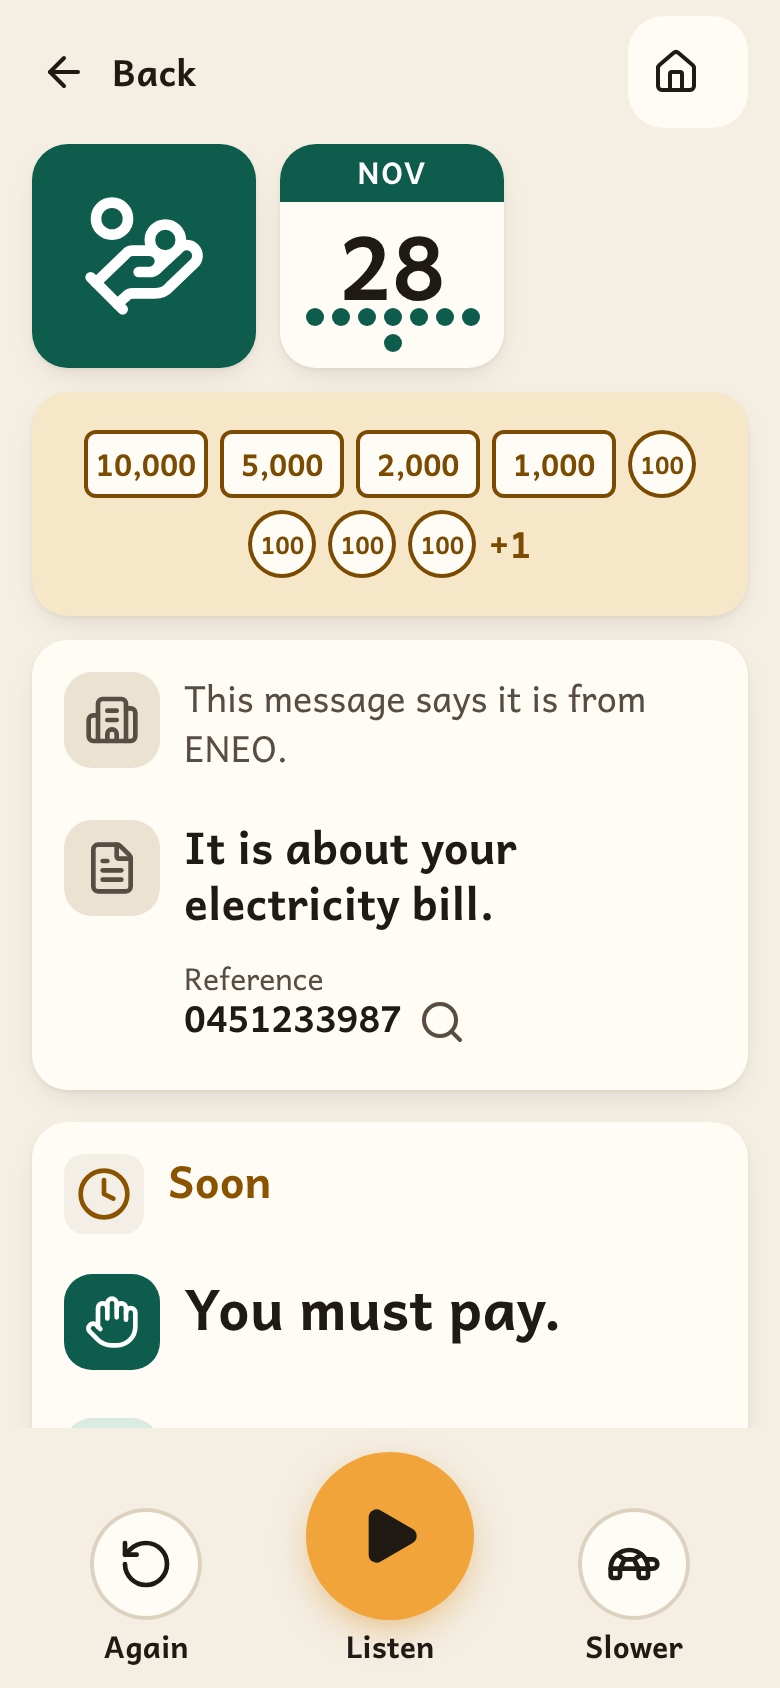 Back
NOV
28
10,000 5,000 2,000 1,000 100
100 100 100 +1
This message says it is from
ENEO.
It is about your
electricity bill.
Reference
0451233987
Soon
You must pay.
Again Listen Slower